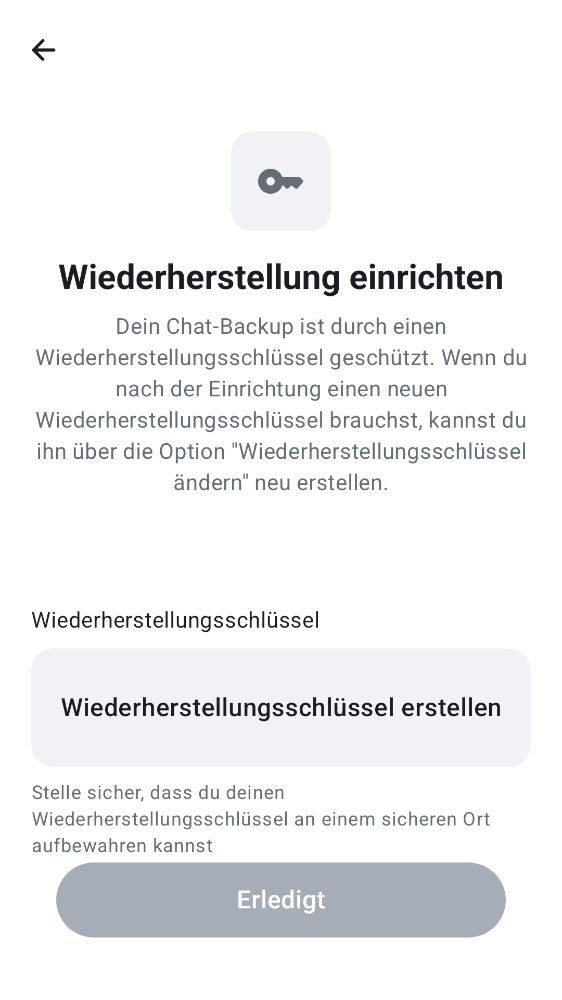 Wiederherstellung einrichten
Dein Chat-Backup ist durch einen
Wiederherstellungsschlüssel geschützt. Wenn du
nach der Einrichtung einen neuen
Wiederherstellungsschlüssel brauchst, kannst du
ihn über die Option "Wiederherstellungsschlüssel
ändern" neu erstellen.
Wiederherstellungsschlüssel
Wiederherstellungsschlüssel erstellen
Stelle sicher, dass du deinen
Wiederherstellungsschlüssel an einem sicheren Ort
aufbewahren kannst
Erledigt